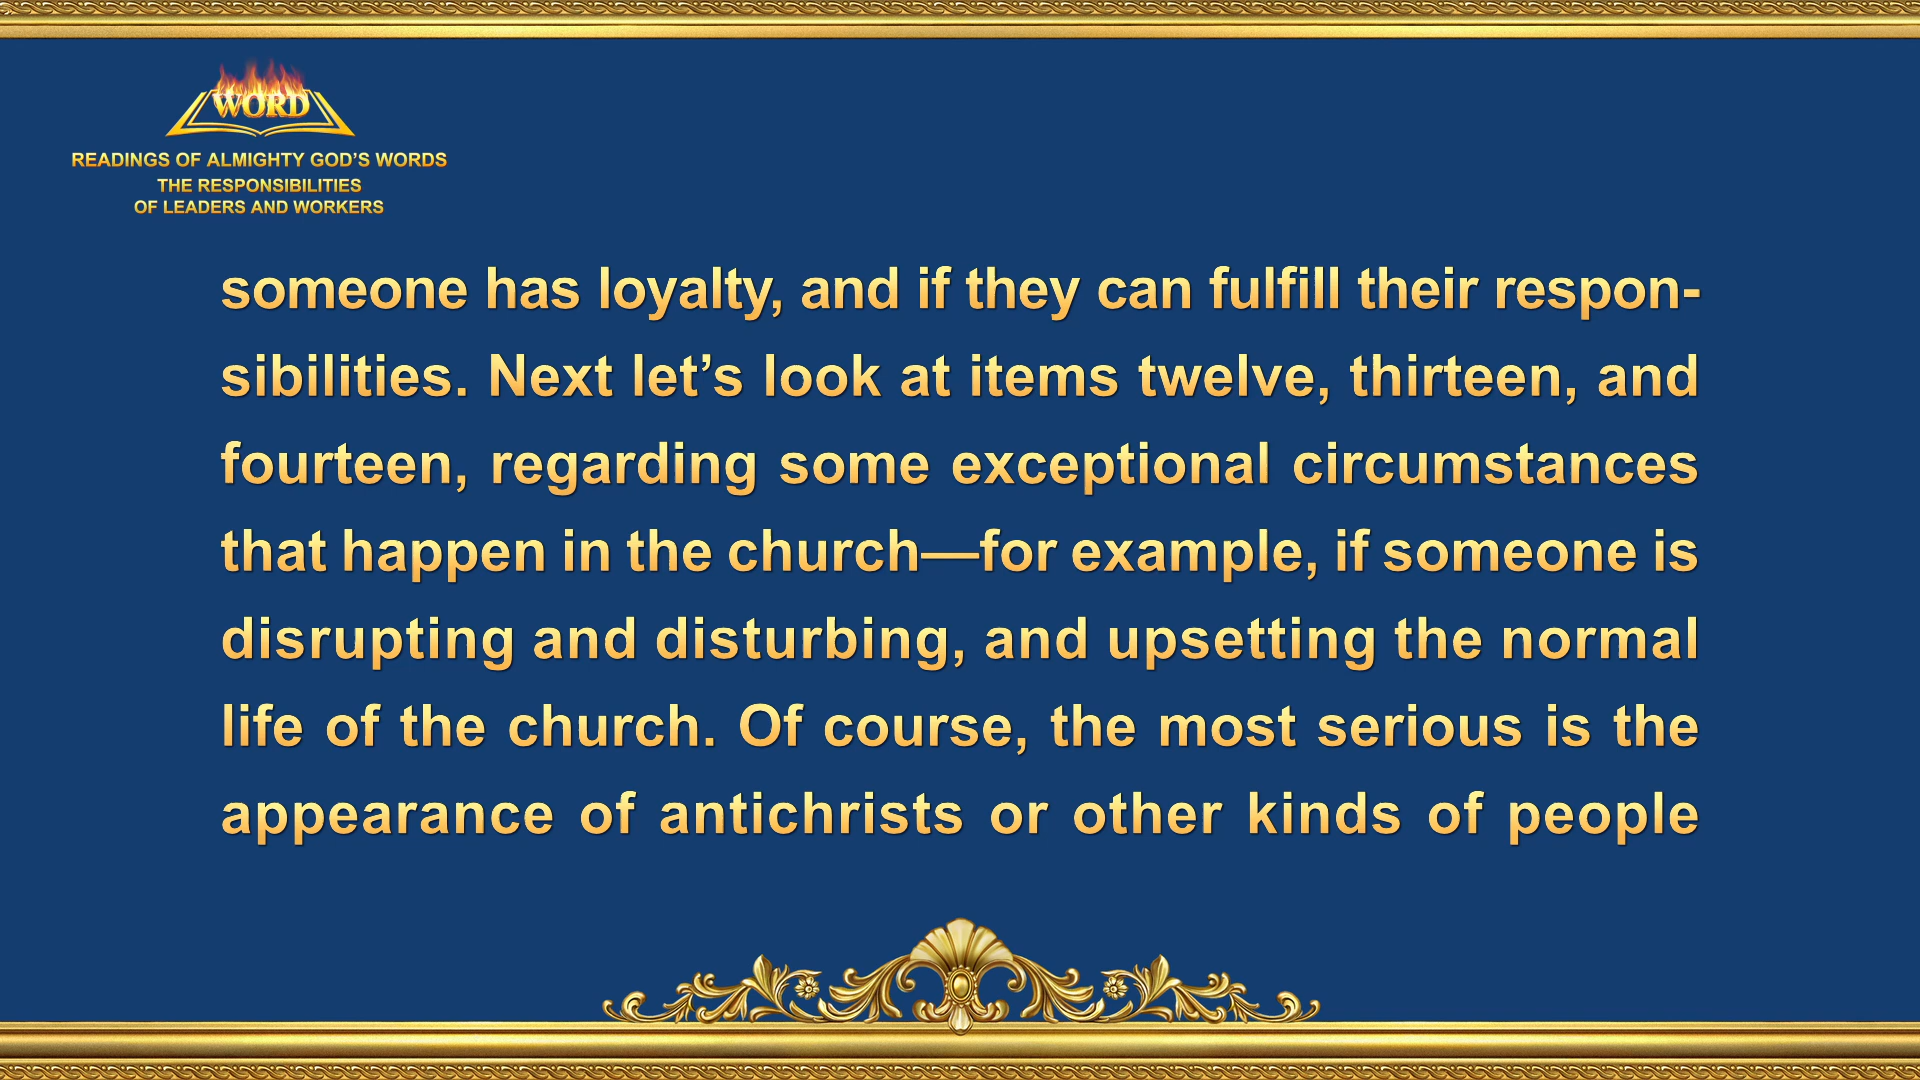 WORD
READINGS OF ALMIGHTY GOD’S WORDS
THE RESPONSIBILITIES
OF LEADERS AND WORKERS
someone has loyalty, and if they can fulfill their respon-
sibilities. Next let’s look at items twelve, thirteen, and
fourteen, regarding some exceptional circumstances
that happen in the church—for example, if someone is
disrupting and disturbing, and upsetting the normal
life of the church. Of course, the most serious is the
appearance of antichrists or other kinds of people